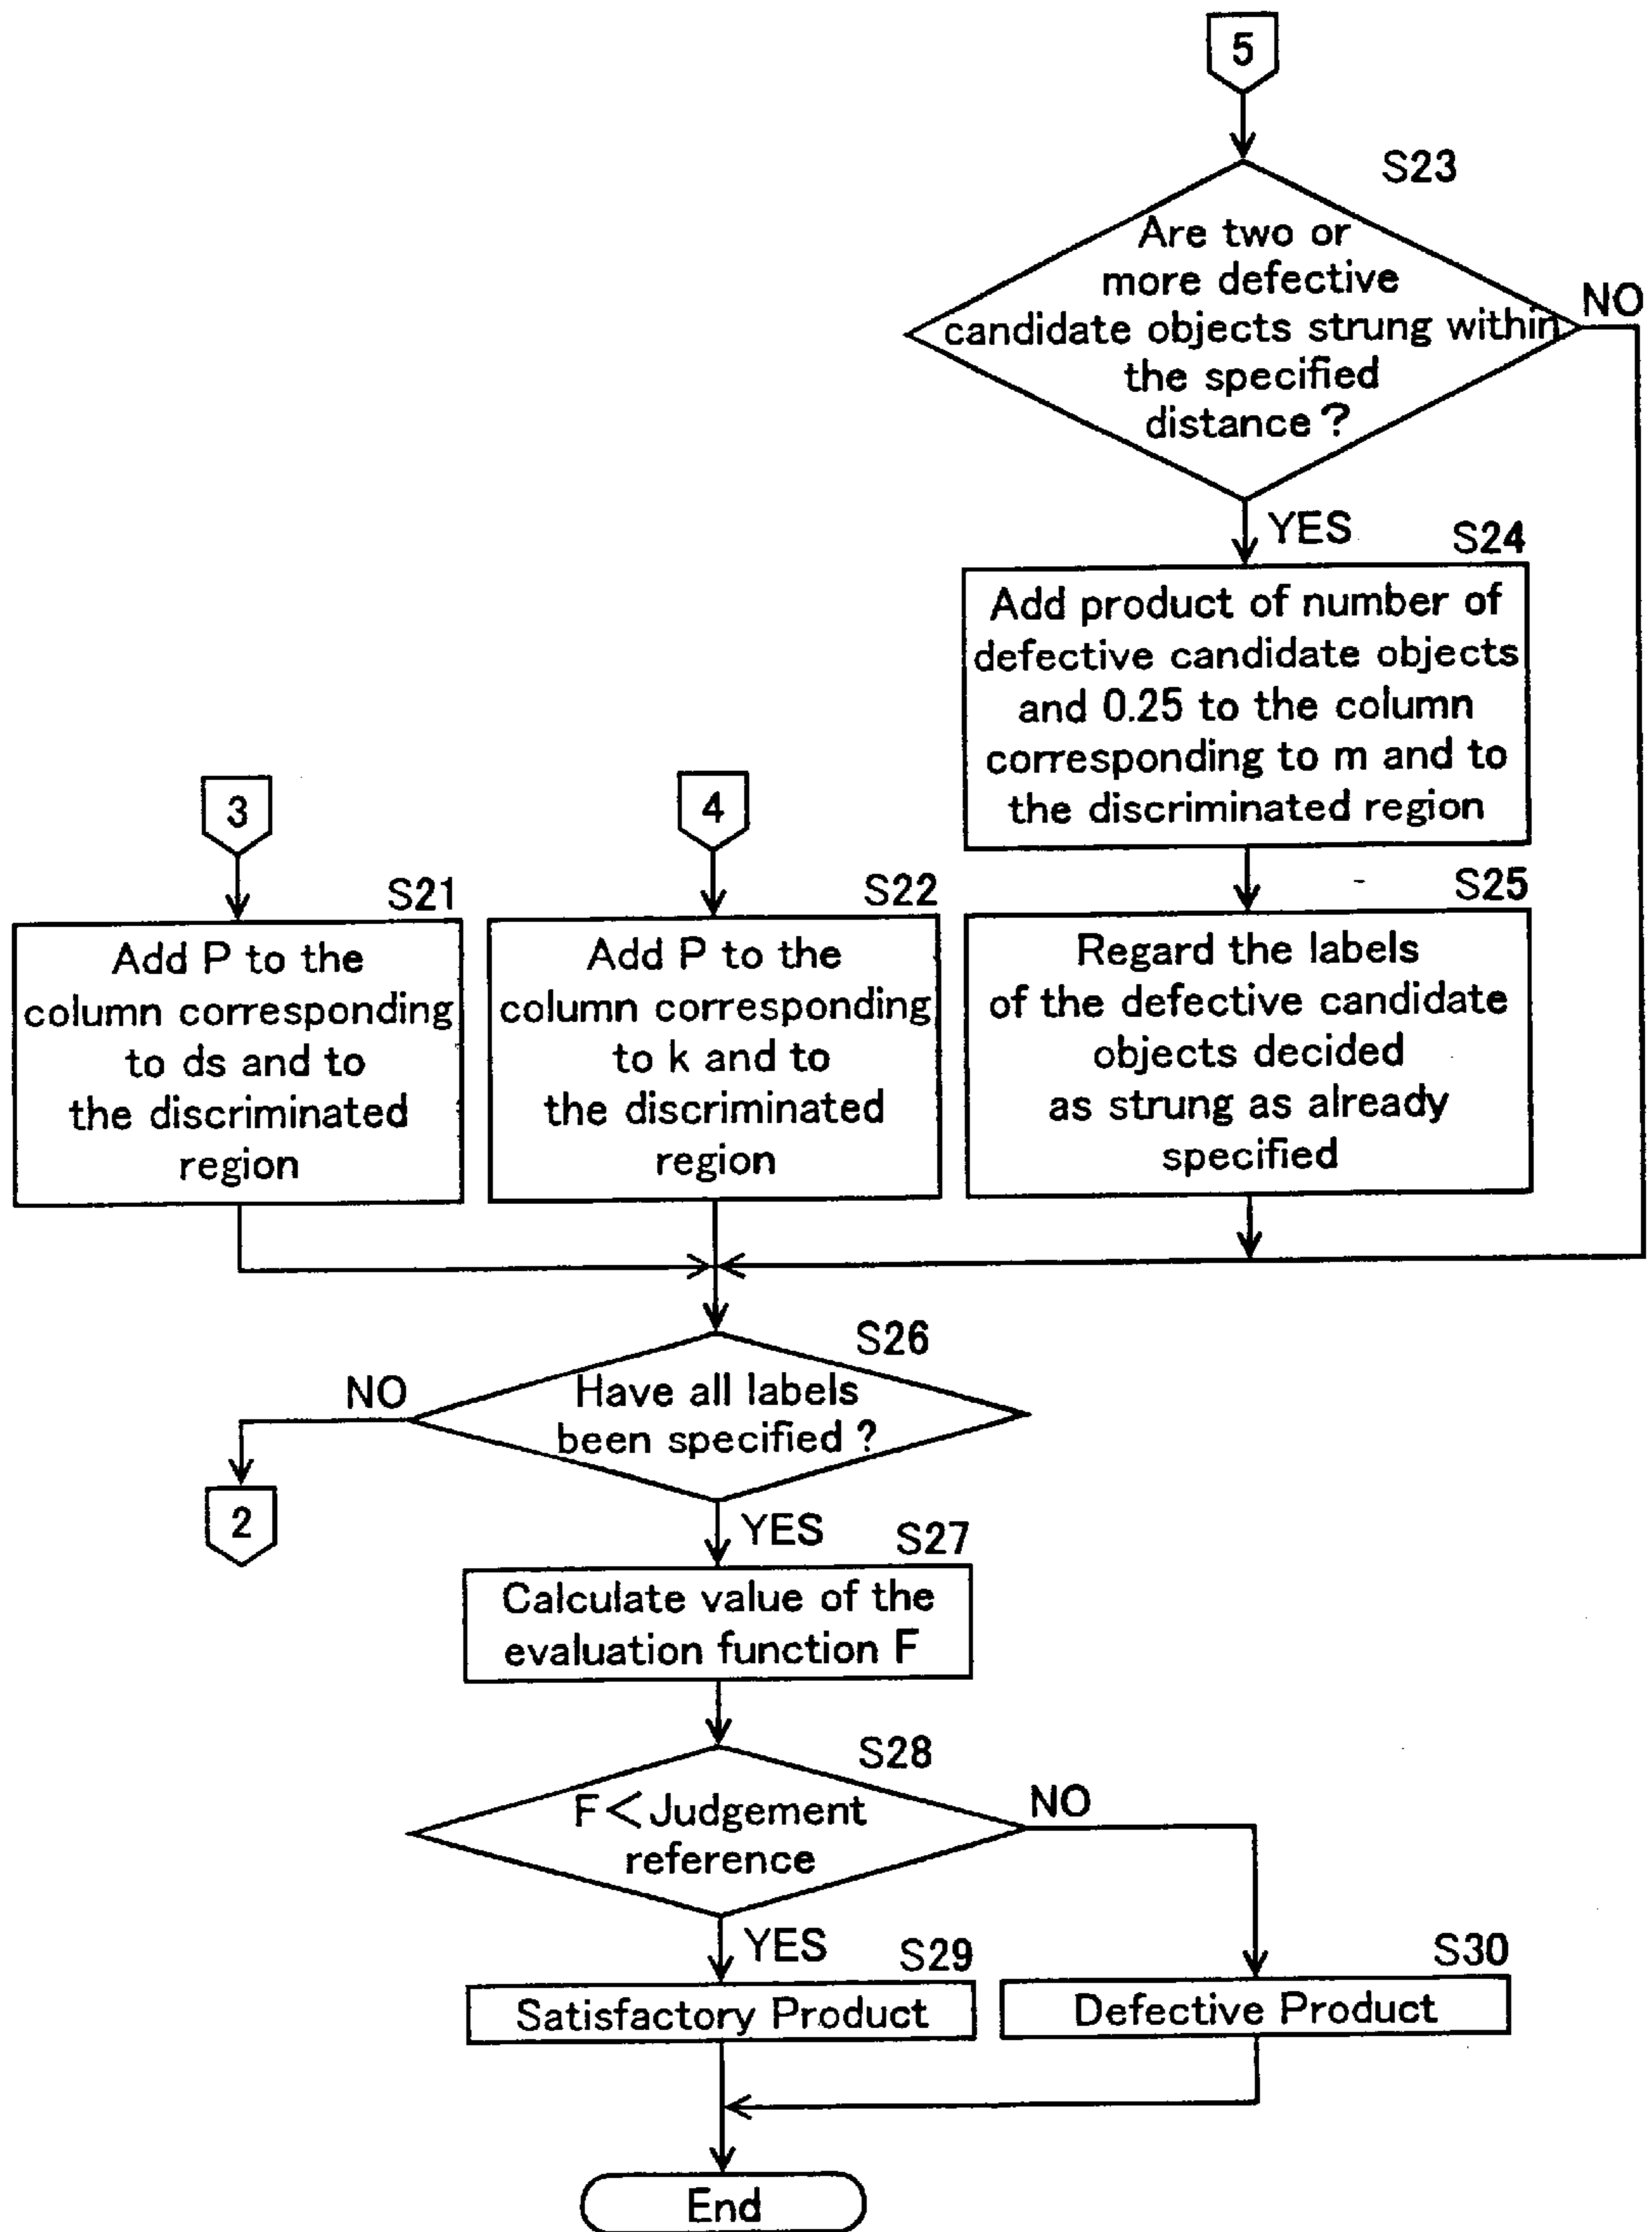 5
S23
Are two or
more defective
candidate objects strung within
the specified
distance?
NO
YES
S24
Add product of number of
defective candidate objects
and 0.25 to the column
corresponding to m and to
the discriminated region
3
4
S21
Add P to the
column corresponding
to ds and to
the discriminated
region
S22
Add P to the
column corresponding
to k and to
the discriminated
region
S25
Regard the labels
of the defective candidate
objects decided
as strung as already
specified
S26
Have all labels
been specified?
NO
2
YES
S27
Calculate value of the
evaluation function F
S28
F<Judgement
reference
NO
YES
S29
Satisfactory Product
S30
Defective Product
End